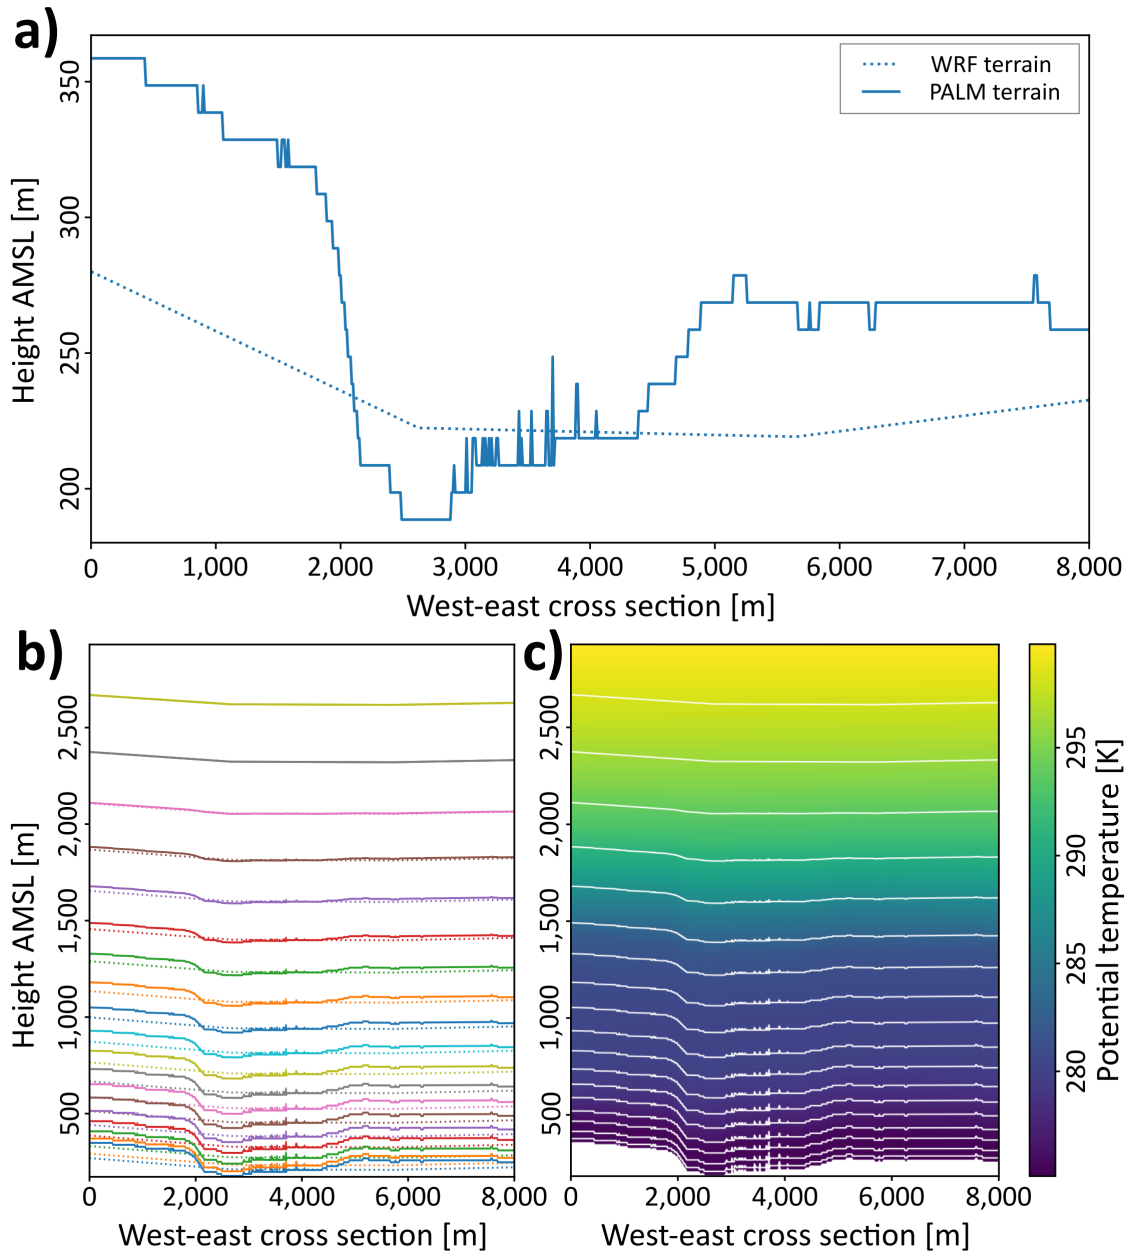 a)
WRF terrain
PALM terrain
Height AMSL [m]
350
300
250
200
0 1,000 2,000 3,000 4,000 5,000 6,000 7,000 8,000
West-east cross section [m]
b)
Height AMSL [m]
2,500
2,000
1,500
1,000
500
0 2,000 4,000 6,000 8,000
West-east cross section [m]
c)
2,500
2,000
1,500
1,000
500
0 2,000 4,000 6,000 8,000
West-east cross section [m]
295
290
285
280
Potential temperature [K]